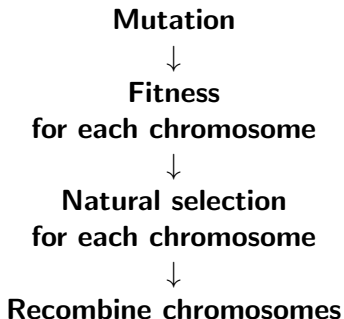 Mutation
↓
Fitness
for each chromosome
↓
Natural selection
for each chromosome
↓
Recombine chromosomes